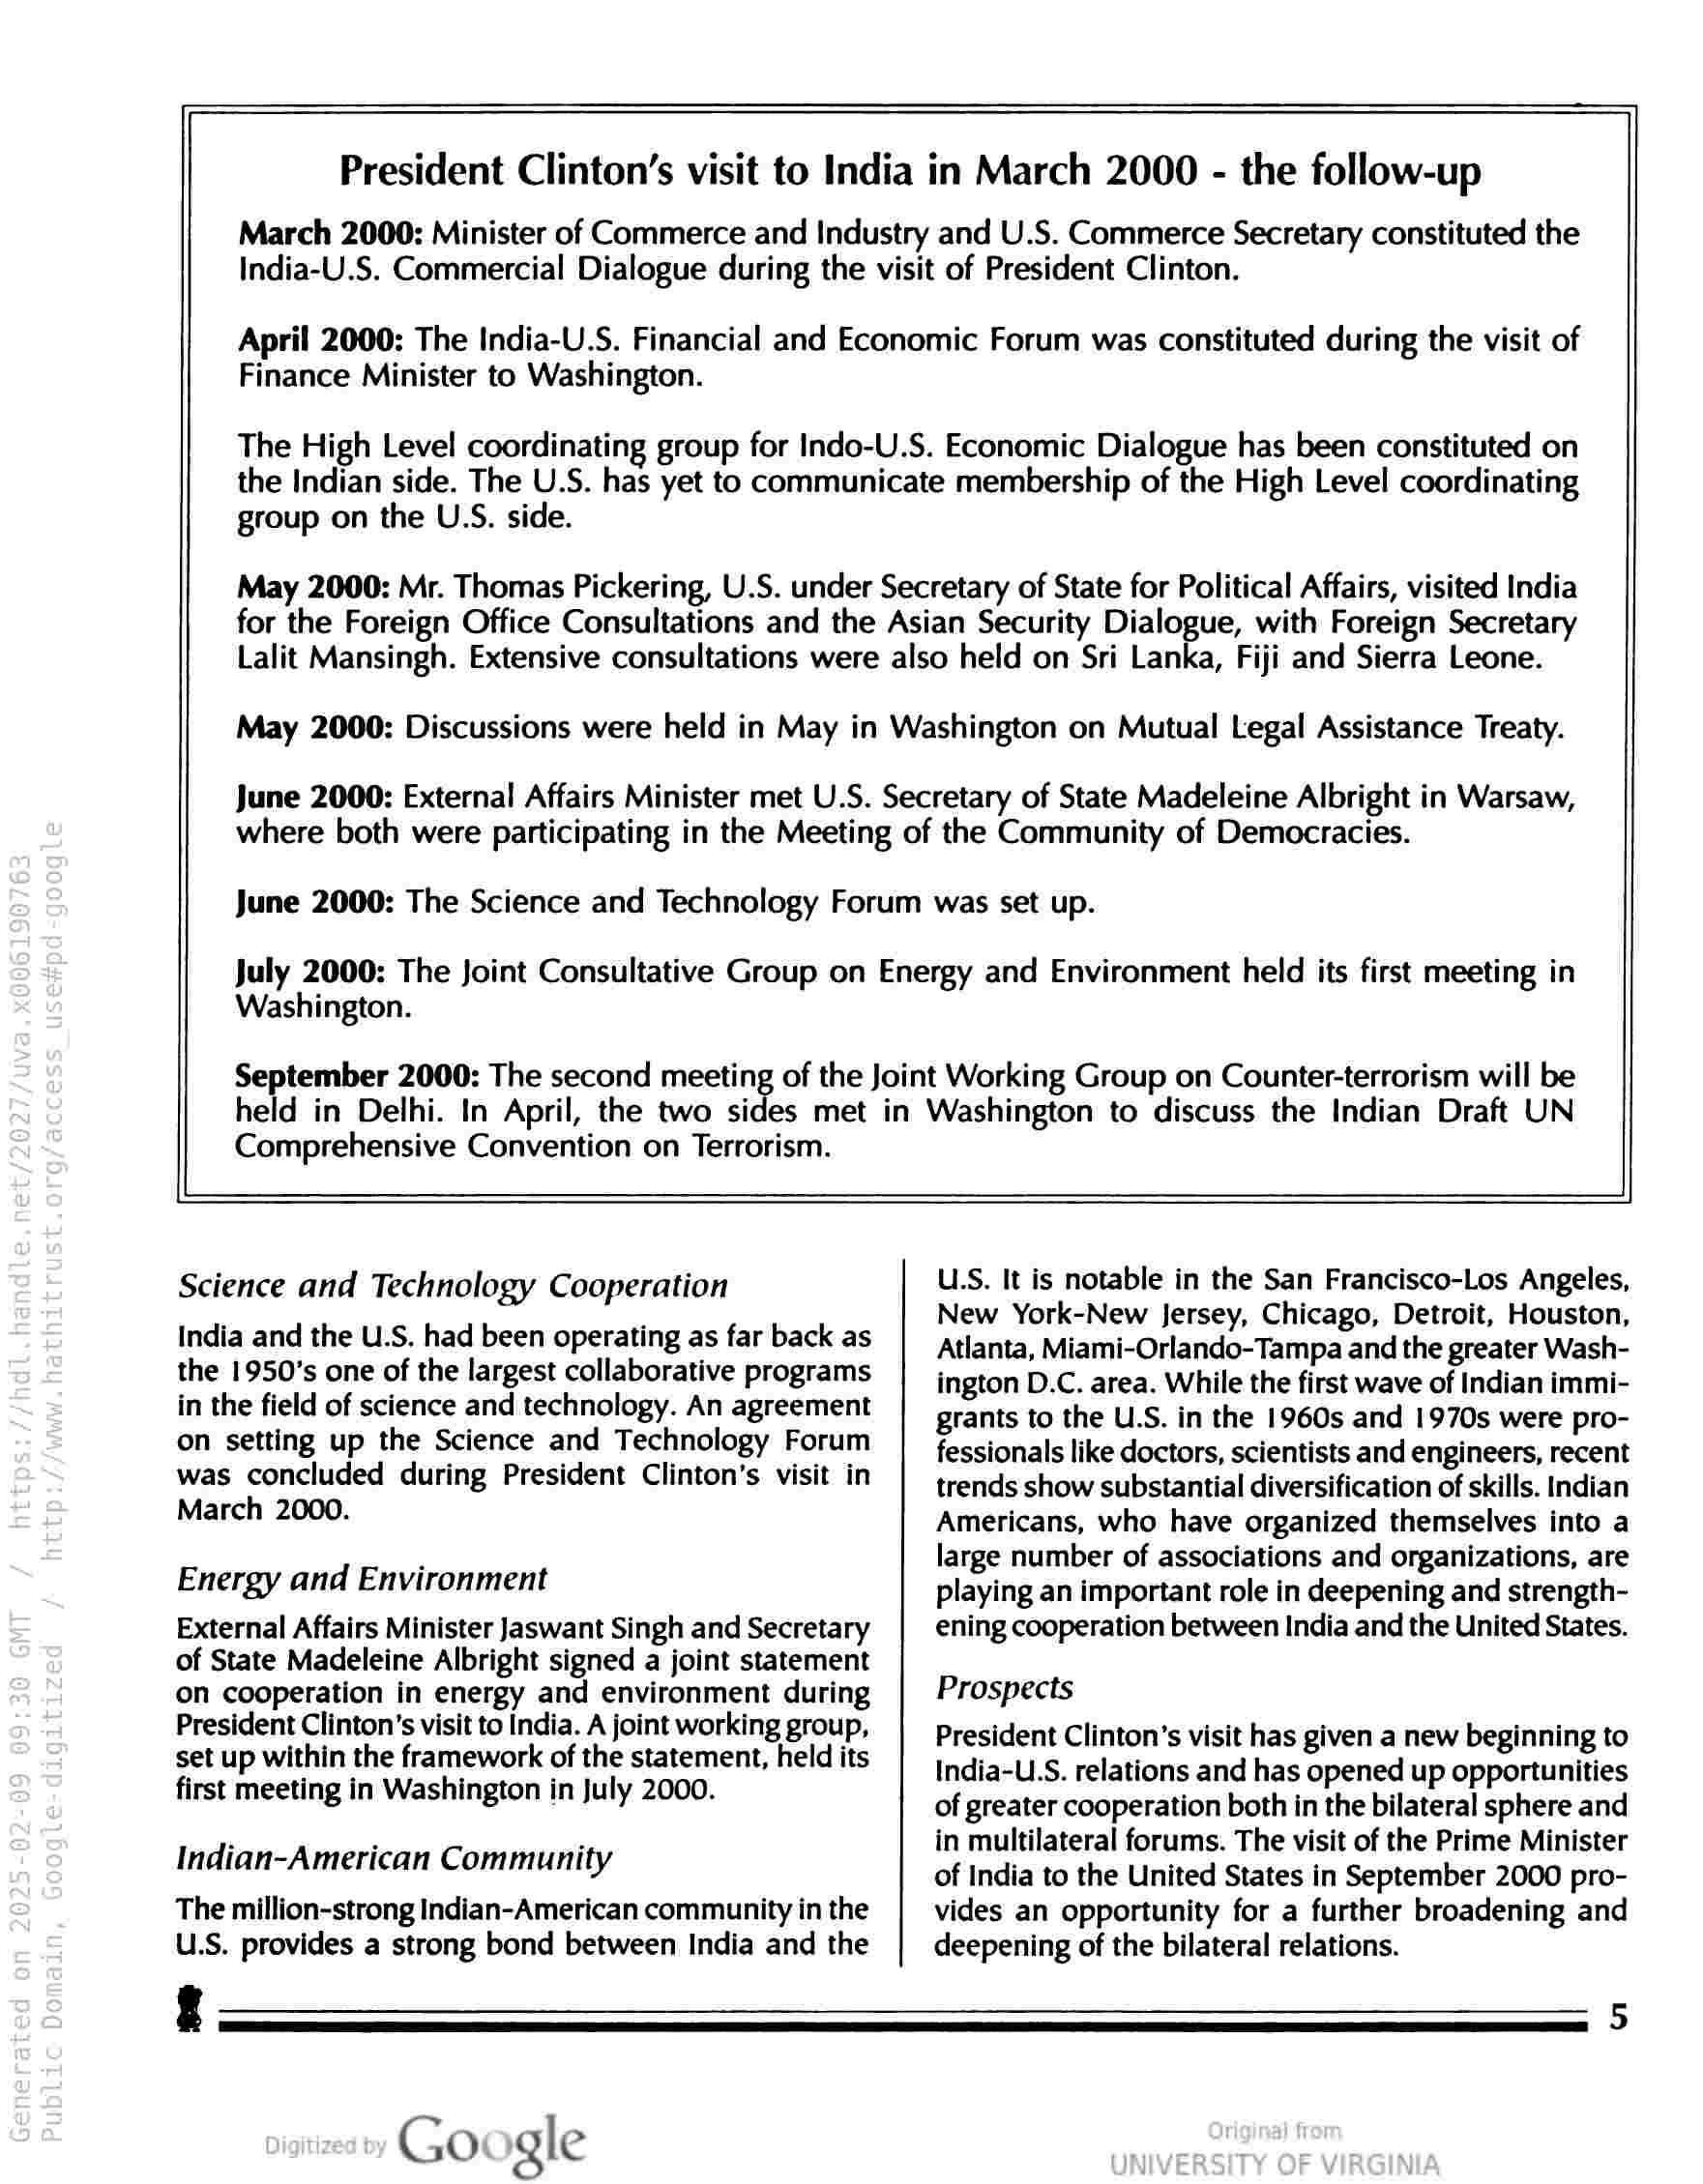 President Clinton's visit to India in March 2000 - the follow-up
March 2000: Minister of Commerce and Industry and U.S. Commerce Secretary constituted the
India-U.S. Commercial Dialogue during the visit of President Clinton.
April 2000: The India-U.S. Financial and Economic Forum was constituted during the visit of
Finance Minister to Washington.
The High Level coordinating group for Indo-U.S. Economic Dialogue has been constituted on
the Indian side. The U.S. has yet to communicate membership of the High Level coordinating
group on the U.S. side.
May 2000: Mr. Thomas Pickering, U.S. under Secretary of State for Political Affairs, visited India
for the Foreign Office Consultations and the Asian Security Dialogue, with Foreign Secretary
Lalit Mansingh. Extensive consultations were also held on Sri Lanka, Fiji and Sierra Leone.
May 2000: Discussions were held in May in Washington on Mutual Legal Assistance Treaty.
June 2000: External Affairs Minister met U.S. Secretary of State Madeleine Albright in Warsaw,
where both were participating in the Meeting of the Community of Democracies.
June 2000: The Science and Technology Forum was set up.
July 2000: The Joint Consultative Group on Energy and Environment held its first meeting in
Washington.
September 2000: The second meeting of the Joint Working Group on Counter-terrorism will be
held in Delhi. In April, the two sides met in Washington to discuss the Indian Draft UN
Comprehensive Convention on Terrorism.
Science and Technology Cooperation
India and the U.S. had been operating as far back as
the 1950's one of the largest collaborative programs
in the field of science and technology. An agreement
on setting up the Science and Technology Forum
was concluded during President Clinton's visit in
March 2000.
Energy and Environment
External Affairs Minister Jaswant Singh and Secretary
of State Madeleine Albright signed a joint statement
on cooperation in energy and environment during
President Clinton's visit to India. A joint working group,
set up within the framework of the statement, held its
first meeting in Washington in July 2000.
Indian-American Community
The million-strong Indian-American community in the
U.S. provides a strong bond between India and the
U.S. It is notable in the San Francisco-Los Angeles,
New York-New Jersey, Chicago, Detroit, Houston,
Atlanta, Miami-Orlando-Tampa and the greater Wash-
ington D.C. area. While the first wave of Indian immi-
grants to the U.S. in the 1960s and 1970s were pro-
fessionals like doctors, scientists and engineers, recent
trends show substantial diversification of skills. Indian
Americans, who have organized themselves into a
large number of associations and organizations, are
playing an important role in deepening and strength-
ening cooperation between India and the United States.
Prospects
President Clinton's visit has given a new beginning to
India-U.S. relations and has opened up opportunities
of greater cooperation both in the bilateral sphere and
in multilateral forums. The visit of the Prime Minister
of India to the United States in September 2000 pro-
vides an opportunity for a further broadening and
deepening of the bilateral relations.
5
Digitized by Google
Original from
UNIVERSITY OF VIRGINIA
Generated on 2025-02-09 09:30 GMT / https://hdl.handle.net/2027/uva.x006190763
Public Domain, Google-digitized / http://www.hathitrust.org/access_use#pd-google